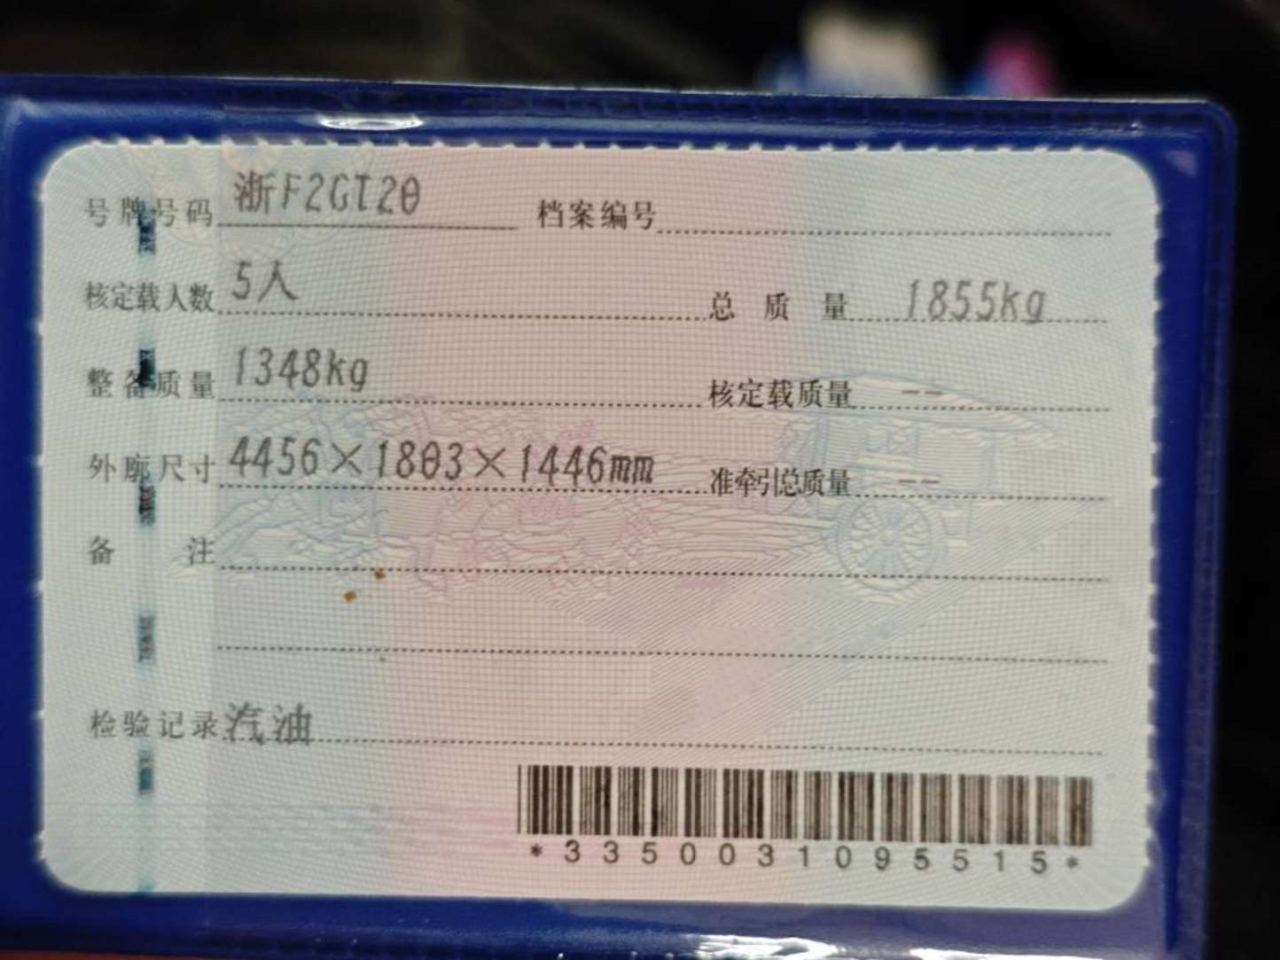 号牌号码 浙F2GT20 档案编号
核定载人数 5人 总质量 1855kg
整备质量 1348kg 核定载质量 --
外廓尺寸 4456×1803×1446mm 准牵引总质量 --
备注
检验记录 汽油
*3350031095515*